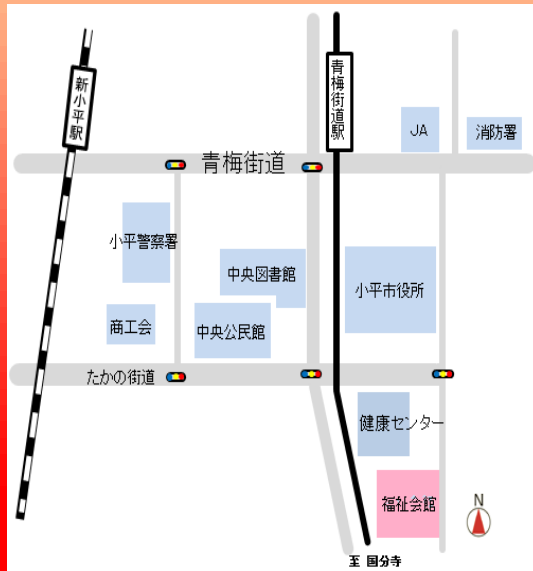 新小平駅
青梅街道駅
JA
消防署
青梅街道
小平警察署
中央図書館
小平市役所
商工会
中央公民館
たかの街道
健康センター
福祉会館
N
至 国分寺